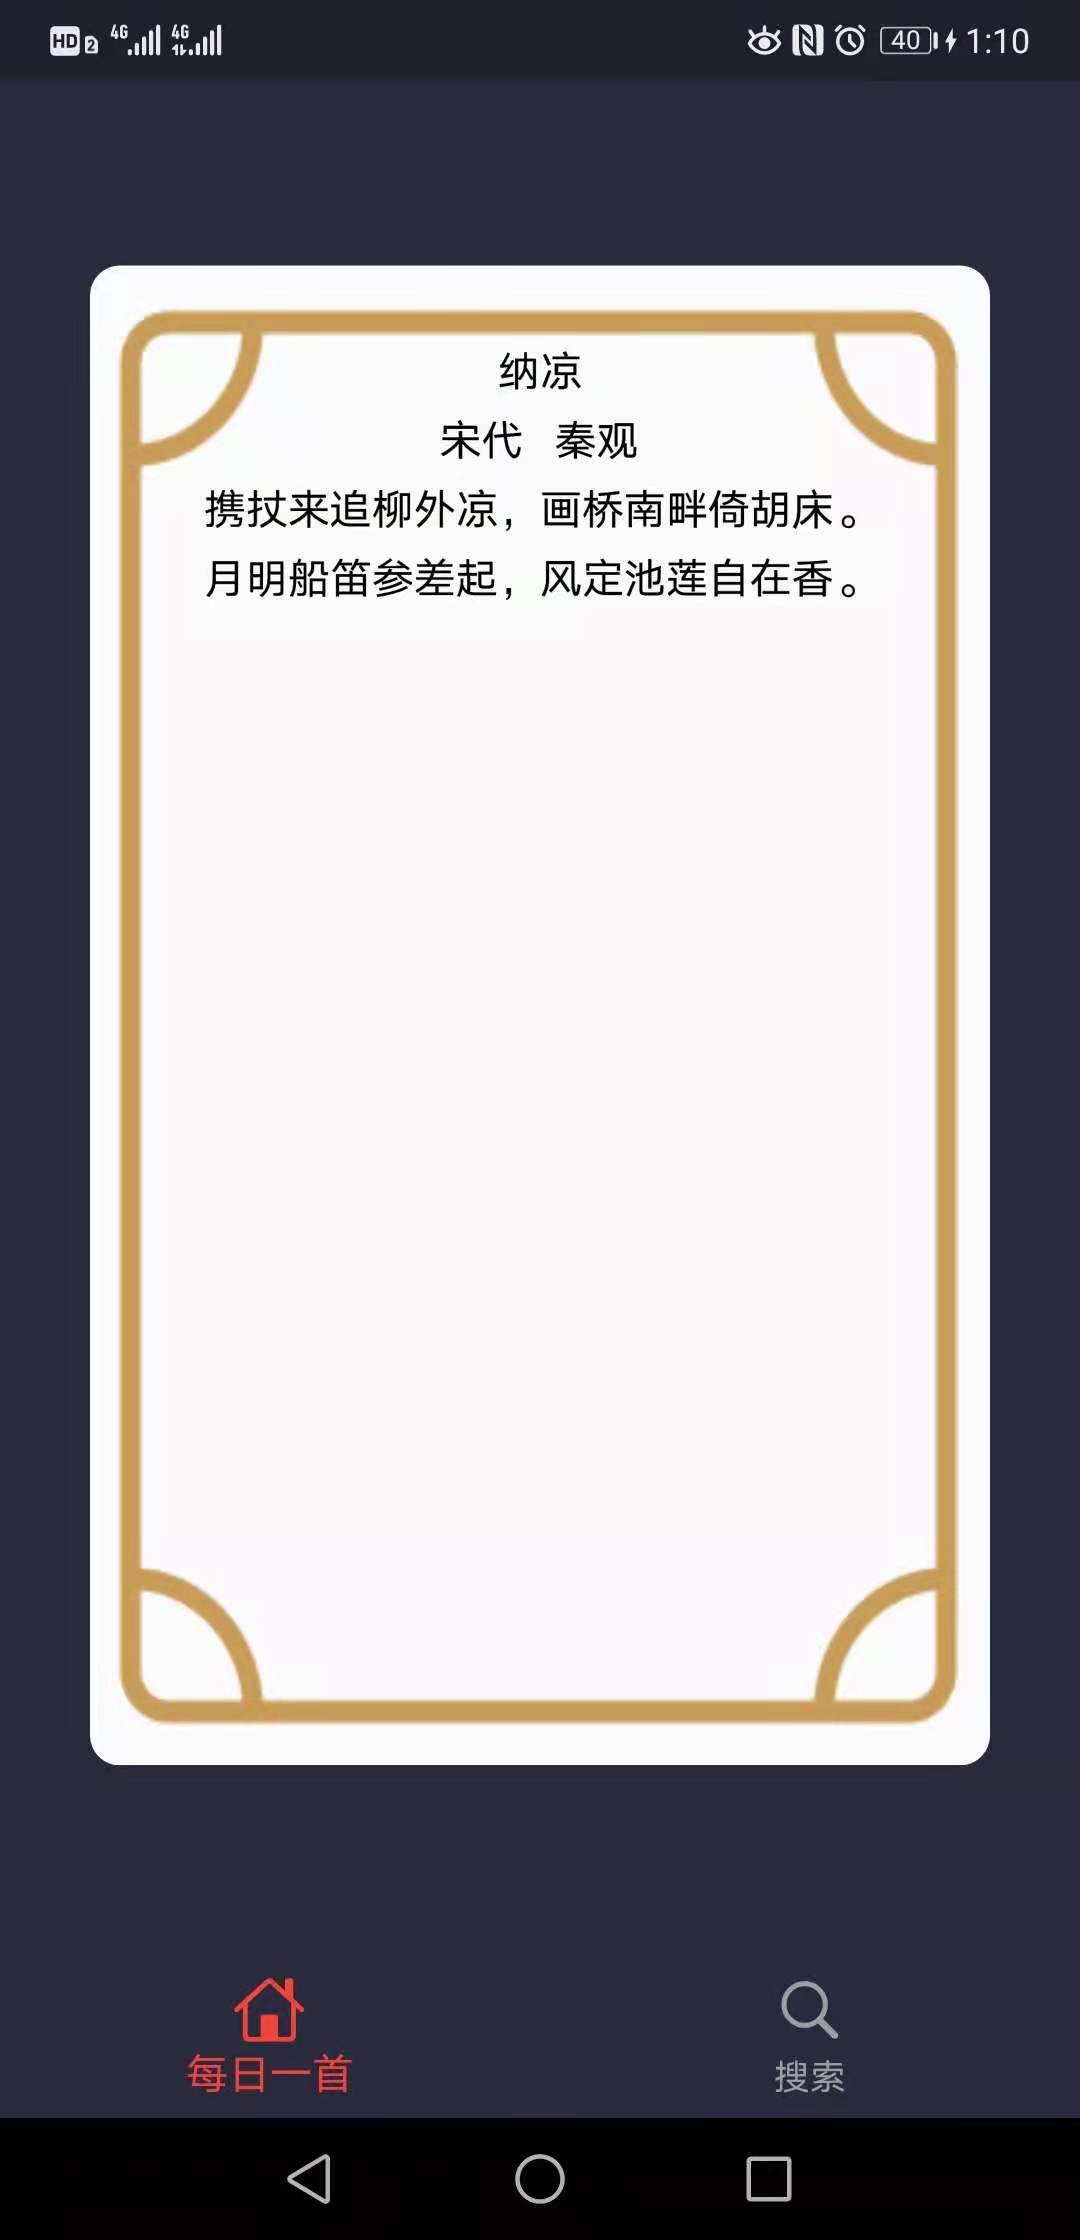 HD 2 4G 4G 40 1:10
纳凉
宋代 秦观
携扙来追柳外凉，画桥南畔倚胡床。
月明船笛参差起，风定池莲自在香。
每日一首 搜索